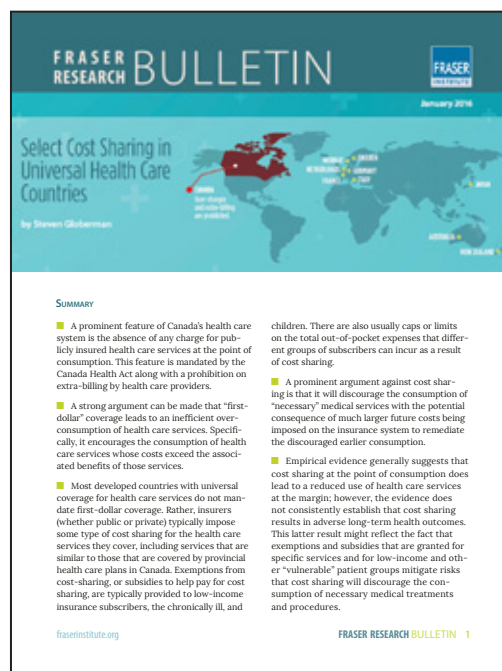 FRASER
RESEARCH BULLETIN
FRASER
INSTITUTE
January 2016
Select Cost Sharing in
Universal Health Care
Countries
by Steven Globerman
CANADA
User charges
and extra-billing
are prohibited.
NORWAY
SWEDEN
NETHERLANDS
GERMANY
FRANCE
ITALY
JAPAN
AUSTRALIA
NEW ZEALAND
SUMMARY
■ A prominent feature of Canada's health care
system is the absence of any charge for pub-
licly insured health care services at the point of
consumption. This feature is mandated by the
Canada Health Act along with a prohibition on
extra-billing by health care providers.
■ A strong argument can be made that "first-
dollar" coverage leads to an inefficient over-
consumption of health care services. Specifi-
cally, it encourages the consumption of health
care services whose costs exceed the associ-
ated benefits of those services.
■ Most developed countries with universal
coverage for health care services do not man-
date first-dollar coverage. Rather, insurers
(whether public or private) typically impose
some type of cost sharing for the health care
services they cover, including services that are
similar to those that are covered by provincial
health care plans in Canada. Exemptions from
cost-sharing, or subsidies to help pay for cost
sharing, are typically provided to low-income
insurance subscribers, the chronically ill, and
children. There are also usually caps or limits
on the total out-of-pocket expenses that differ-
ent groups of subscribers can incur as a result
of cost sharing.
■ A prominent argument against cost shar-
ing is that it will discourage the consumption of
"necessary" medical services with the potential
consequence of much larger future costs being
imposed on the insurance system to remediate
the discouraged earlier consumption.
■ Empirical evidence generally suggests that
cost sharing at the point of consumption does
lead to a reduced use of health care services
at the margin; however, the evidence does
not consistently establish that cost sharing
results in adverse long-term health outcomes.
This latter result might reflect the fact that
exemptions and subsidies that are granted for
specific services and for low-income and oth-
er "vulnerable" patient groups mitigate risks
that cost sharing will discourage the con-
sumption of necessary medical treatments
and procedures.
fraserinstitute.org
FRASER RESEARCH BULLETIN 1